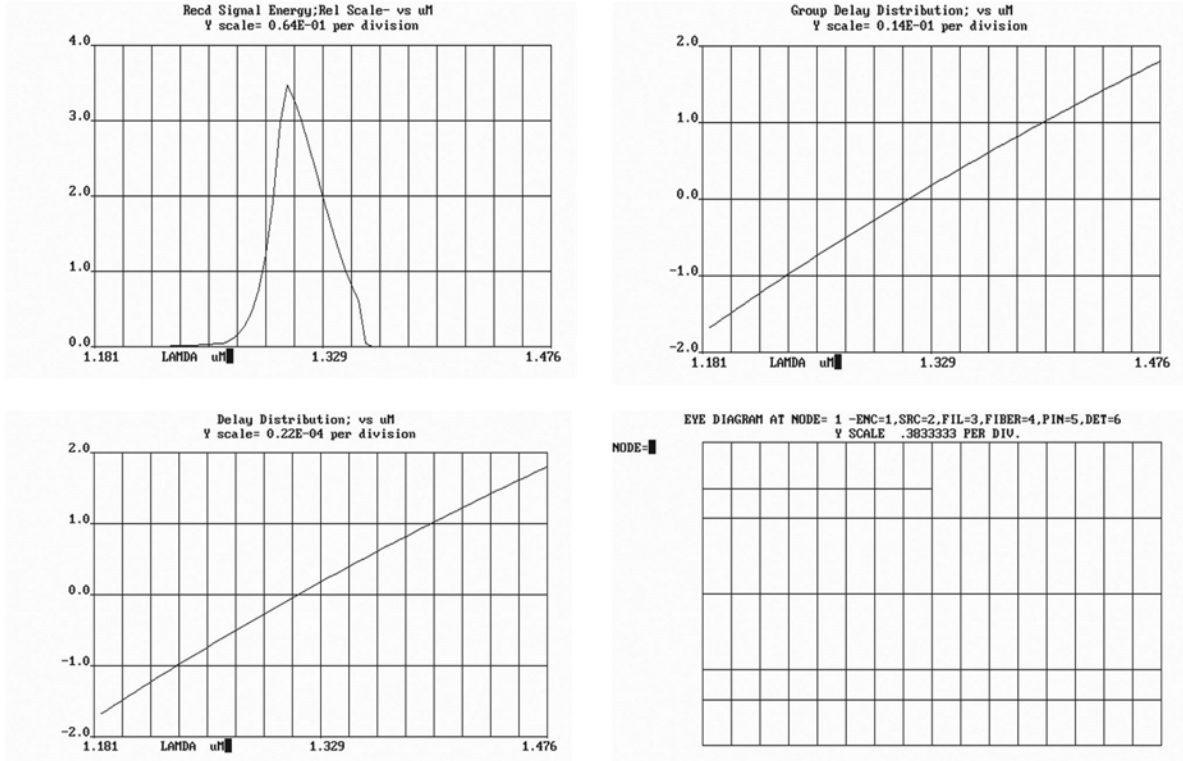 Recd Signal Energy;Rel Scale- vs uM
Y scale= 0.64E-01 per division
4.0
3.0
2.0
1.0
0.0
1.181 LAMDA uM 1.329 1.476
Group Delay Distribution; vs uM
Y scale= 0.14E-01 per division
2.0
1.0
0.0
-1.0
-2.0
1.181 LAMDA uM 1.329 1.476
Delay Distribution; vs uM
Y scale= 0.22E-04 per division
2.0
1.0
0.0
-1.0
-2.0
1.181 LAMDA uM 1.329 1.476
EYE DIAGRAM AT NODE= 1 -ENC=1,SRC=2,FIL=3,FIBER=4,PIN=5,DET=6
Y SCALE .3833333 PER DIV.
NODE=